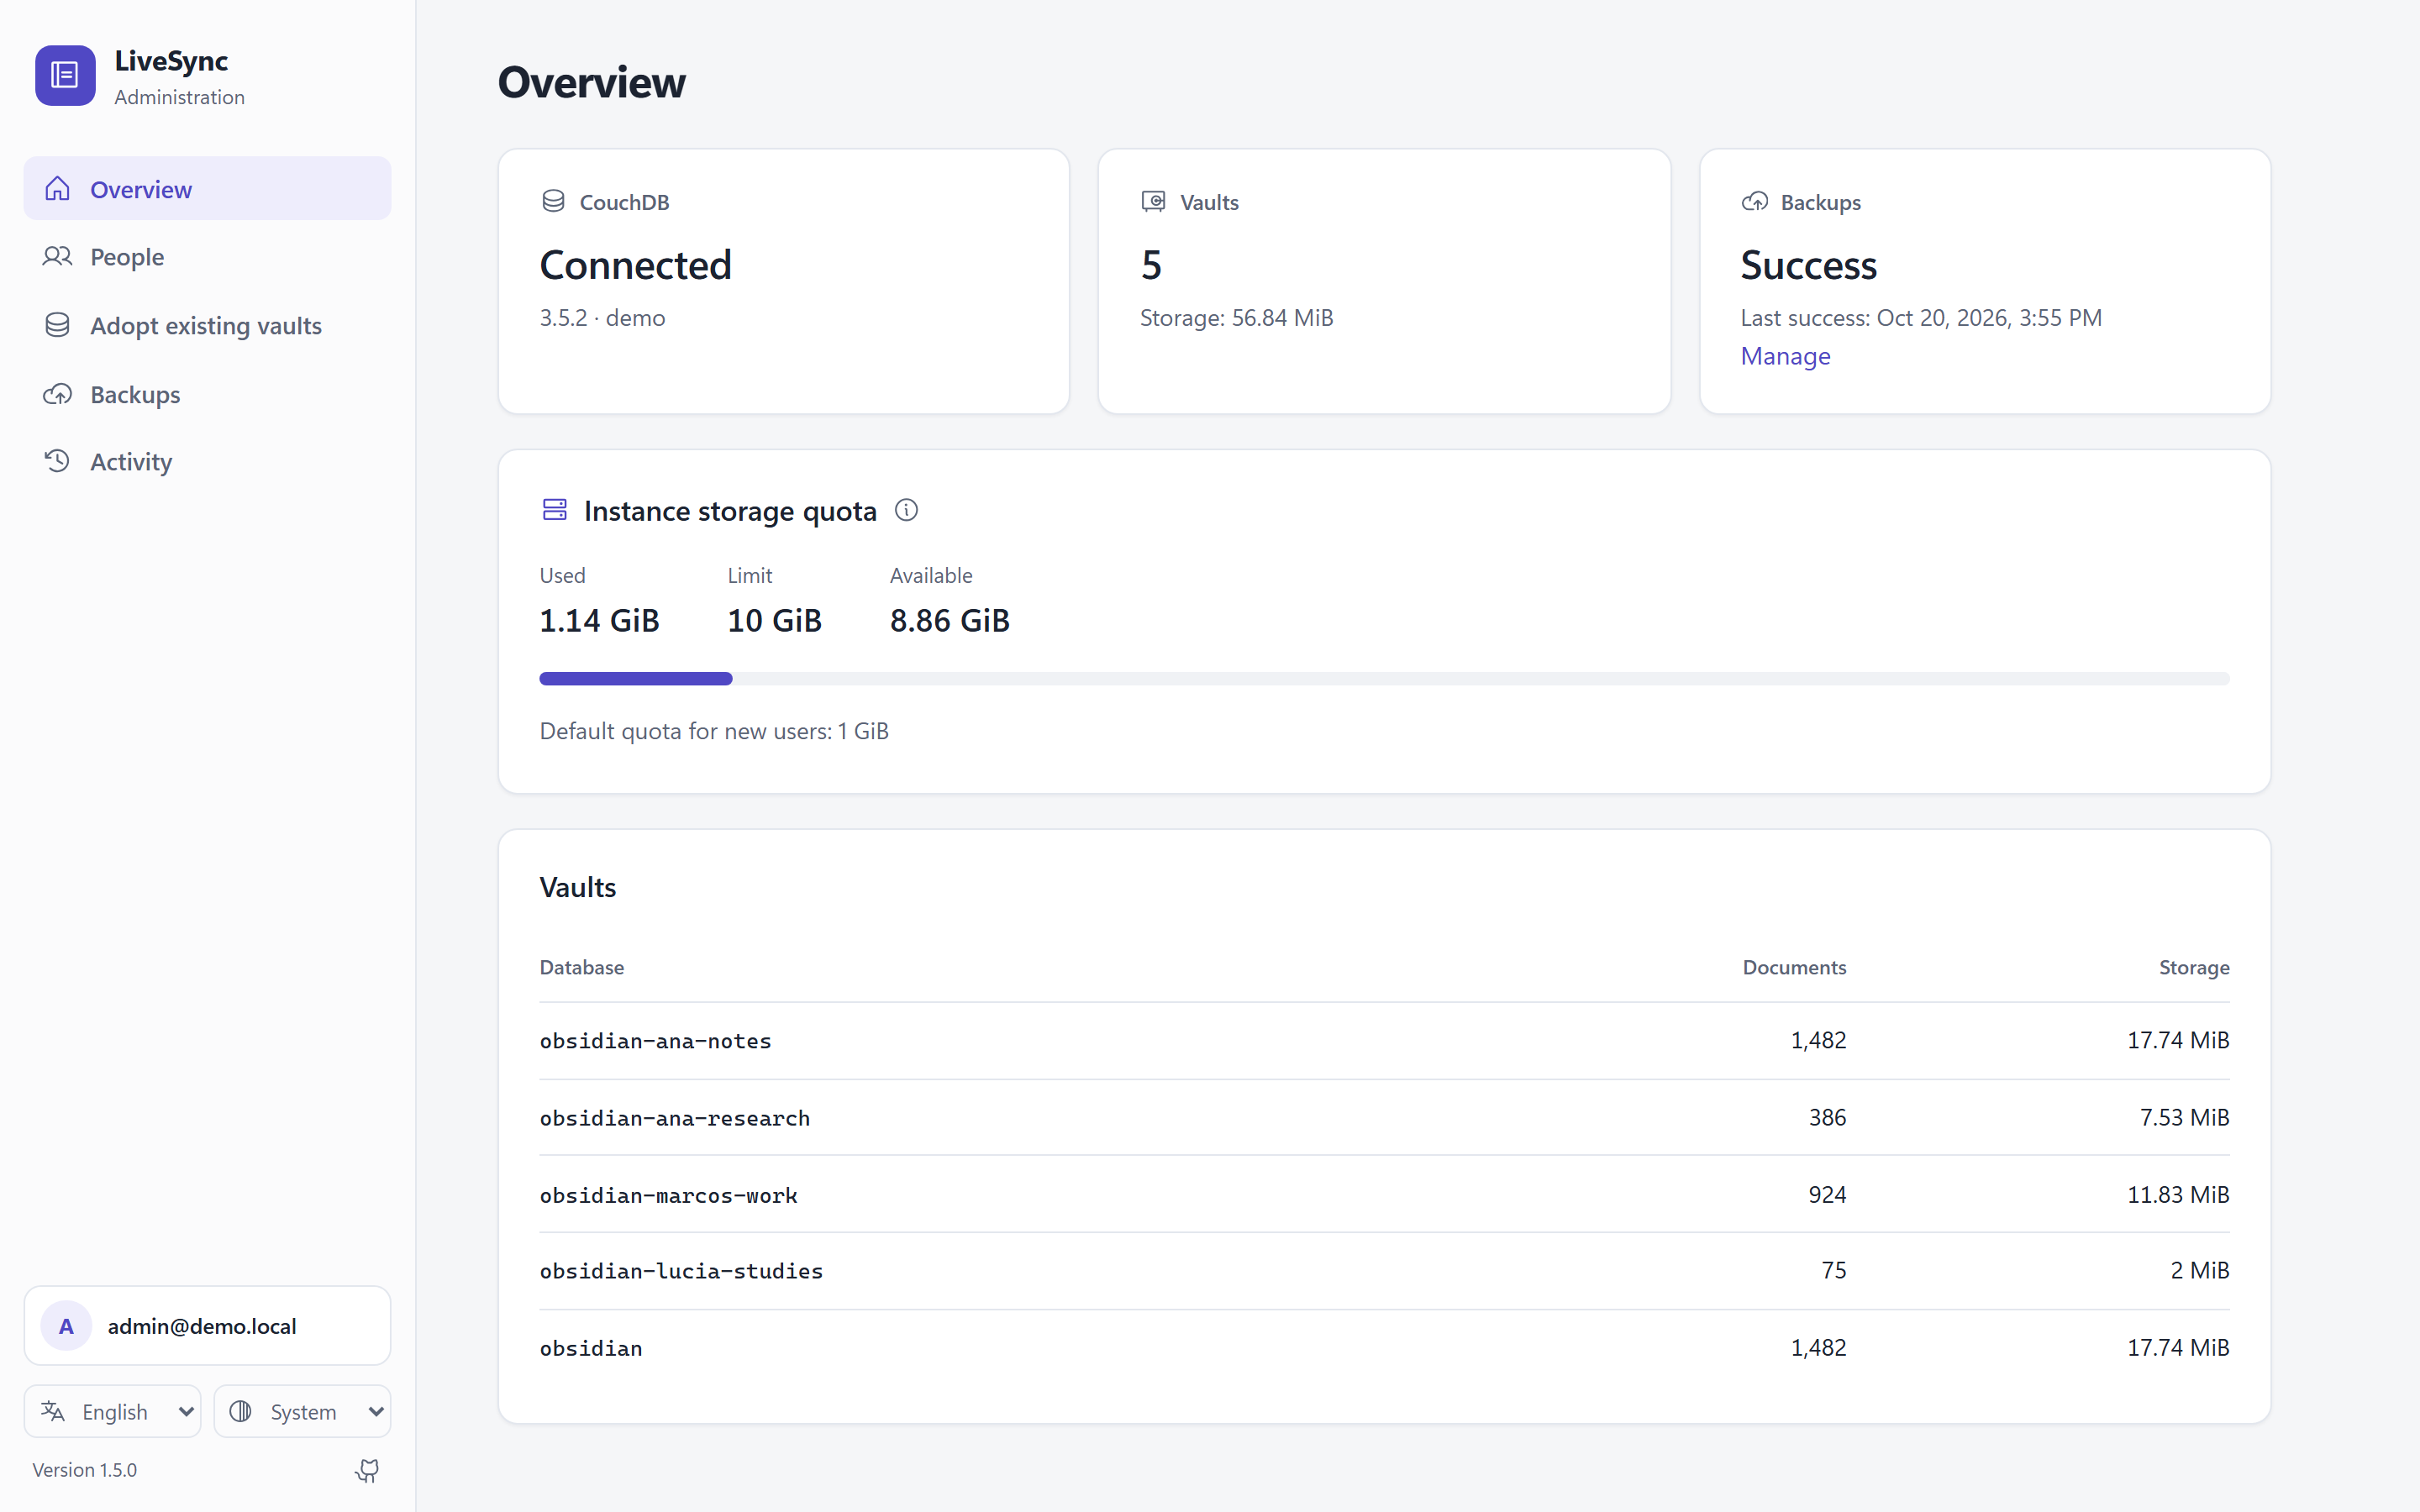 LiveSync
Administration
Overview
People
Adopt existing vaults
Backups
Activity
A
admin@demo.local
English
System
Version 1.5.0
Overview
CouchDB
Connected
3.5.2 · demo
Vaults
5
Storage: 56.84 MiB
Backups
Success
Last success: Oct 20, 2026, 3:55 PM
Manage
Instance storage quota
Used Limit Available
1.14 GiB 10 GiB 8.86 GiB
Default quota for new users: 1 GiB
Vaults
Database Documents Storage
obsidian-ana-notes 1,482 17.74 MiB
obsidian-ana-research 386 7.53 MiB
obsidian-marcos-work 924 11.83 MiB
obsidian-lucia-studies 75 2 MiB
obsidian 1,482 17.74 MiB